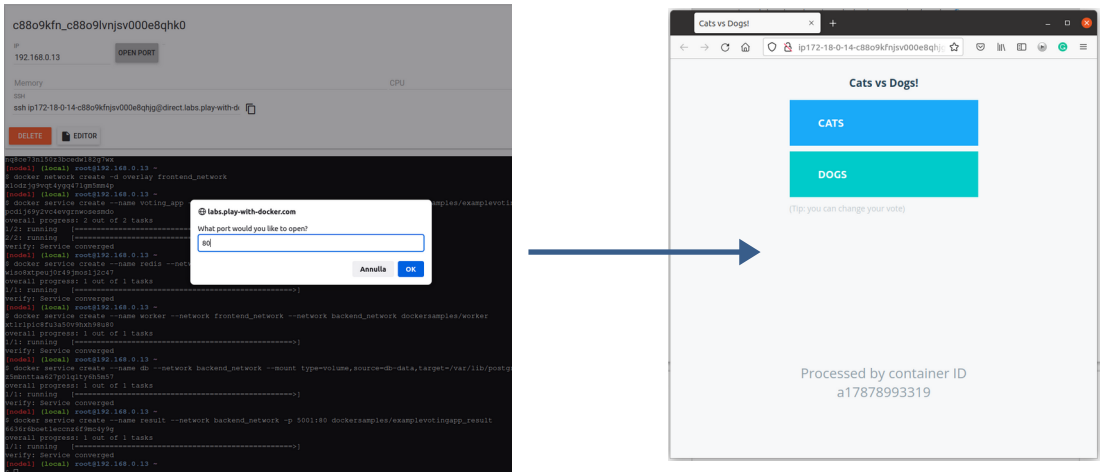 c88o9kfn_c88o9lvnjsv000e8qhk0
IP
192.168.0.13
OPEN PORT
Memory
CPU
SSH
ssh ip172-18-0-14-c88o9kfnjsv000e8qhjg@direct.labs.play-with-d
DELETE
EDITOR
[node1] (local) root@192.168.0.13 ~
$ docker network create -d overlay frontend_network
[node1] (local) root@192.168.0.13 ~
$ docker service create --name voting_app
overall progress: 2 out of 2 tasks
1/2: running [
2/2: running [
verify: Service converged
[node1] (local) root@192.168.0.13 ~
$ docker service create --name redis
overall progress: 1 out of 1 tasks
1/1: running [==================================================>]
verify: Service converged
[node1] (local) root@192.168.0.13 ~
$ docker service create --name worker --network frontend_network --network backend_network dockersamples/worker
overall progress: 1 out of 1 tasks
1/1: running [==================================================>]
verify: Service converged
[node1] (local) root@192.168.0.13 ~
$ docker service create --name db --network backend_network --mount type=volume,source=db-data,target=/var/lib/postg
overall progress: 1 out of 1 tasks
1/1: running [==================================================>]
verify: Service converged
[node1] (local) root@192.168.0.13 ~
$ docker service create --name result --network backend_network -p 5001:80 dockersamples/examplevotingapp_result
overall progress: 1 out of 1 tasks
1/1: running [==================================================>]
verify: Service converged
[node1] (local) root@192.168.0.13 ~
$
labs.play-with-docker.com
What port would you like to open?
80
Annulla
OK
Cats vs Dogs!
ip172-18-0-14-c88o9kfnjsv000e8qhj
Cats vs Dogs!
CATS
DOGS
(Tip: you can change your vote)
Processed by container ID
a17878993319